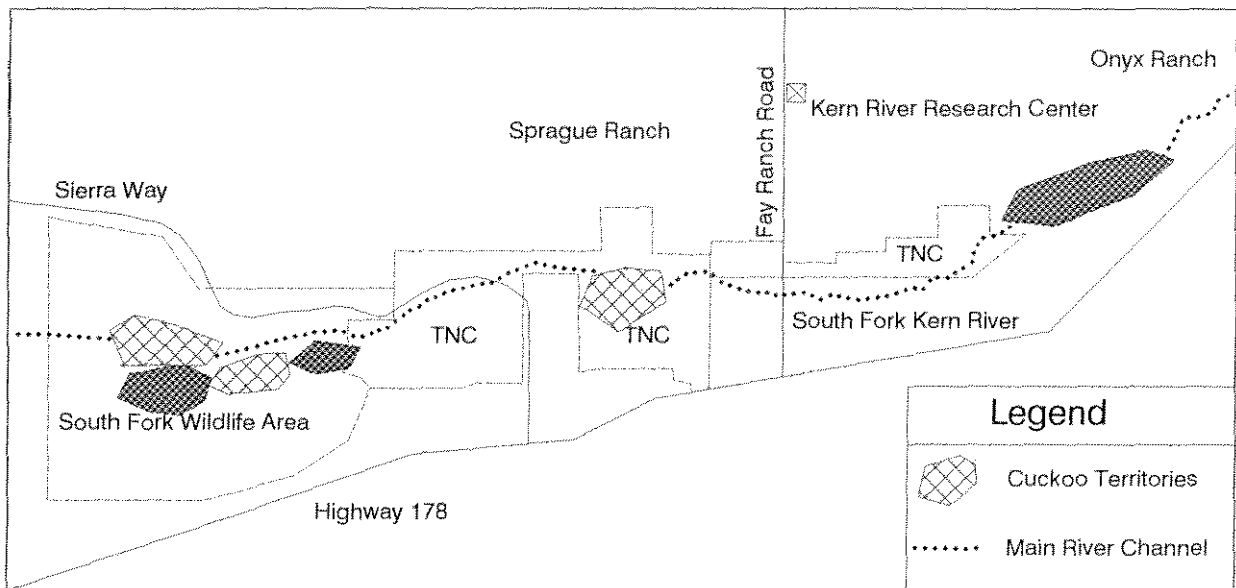 Onyx Ranch
Fay Ranch Road
Kern River Research Center
Sprague Ranch
Sierra Way
TNC
TNC
TNC
South Fork Kern River
South Fork Wildlife Area
Highway 178
Legend
Cuckoo Territories
Main River Channel